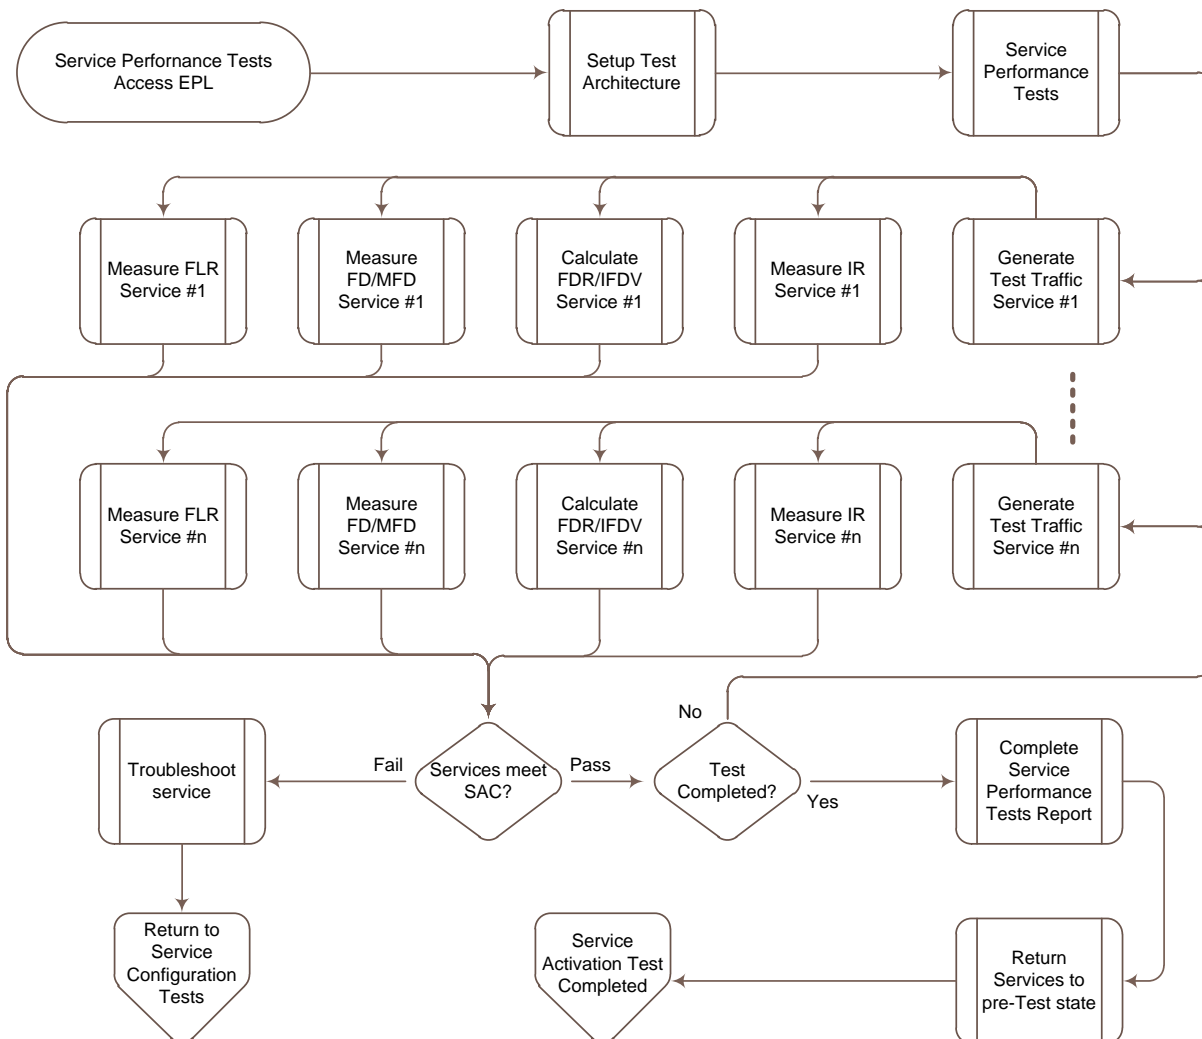 Service Perfornance Tests
Access EPL
Setup Test
Architecture
Service
Performance
Tests
Measure FLR
Service #1
Measure
FD/MFD
Service #1
Calculate
FDR/IFDV
Service #1
Measure IR
Service #1
Generate
Test Traffic
Service #1
Measure FLR
Service #n
Measure
FD/MFD
Service #n
Calculate
FDR/IFDV
Service #n
Measure IR
Service #n
Generate
Test Traffic
Service #n
Troubleshoot
service
Fail
Services meet
SAC?
Pass
No
Test
Completed?
Yes
Complete
Service
Performance
Tests Report
Return to
Service
Configuration
Tests
Service
Activation Test
Completed
Return
Services to
pre-Test state